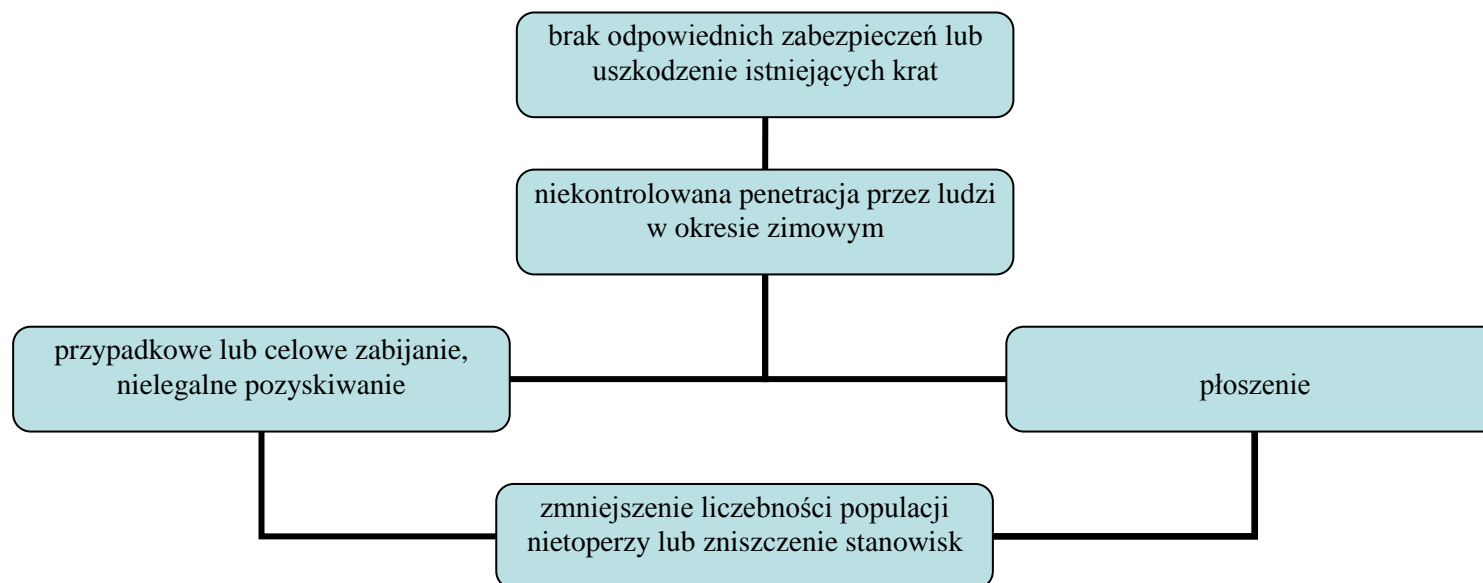 brak odpowiednich zabezpieczeń lub
uszkodzenie istniejących krat
niekontrolowana penetracja przez ludzi
w okresie zimowym
przypadkowe lub celowe zabijanie,
nielegalne pozyskiwanie
płoszenie
zmniejszenie liczebności populacji
nietoperzy lub zniszczenie stanowisk